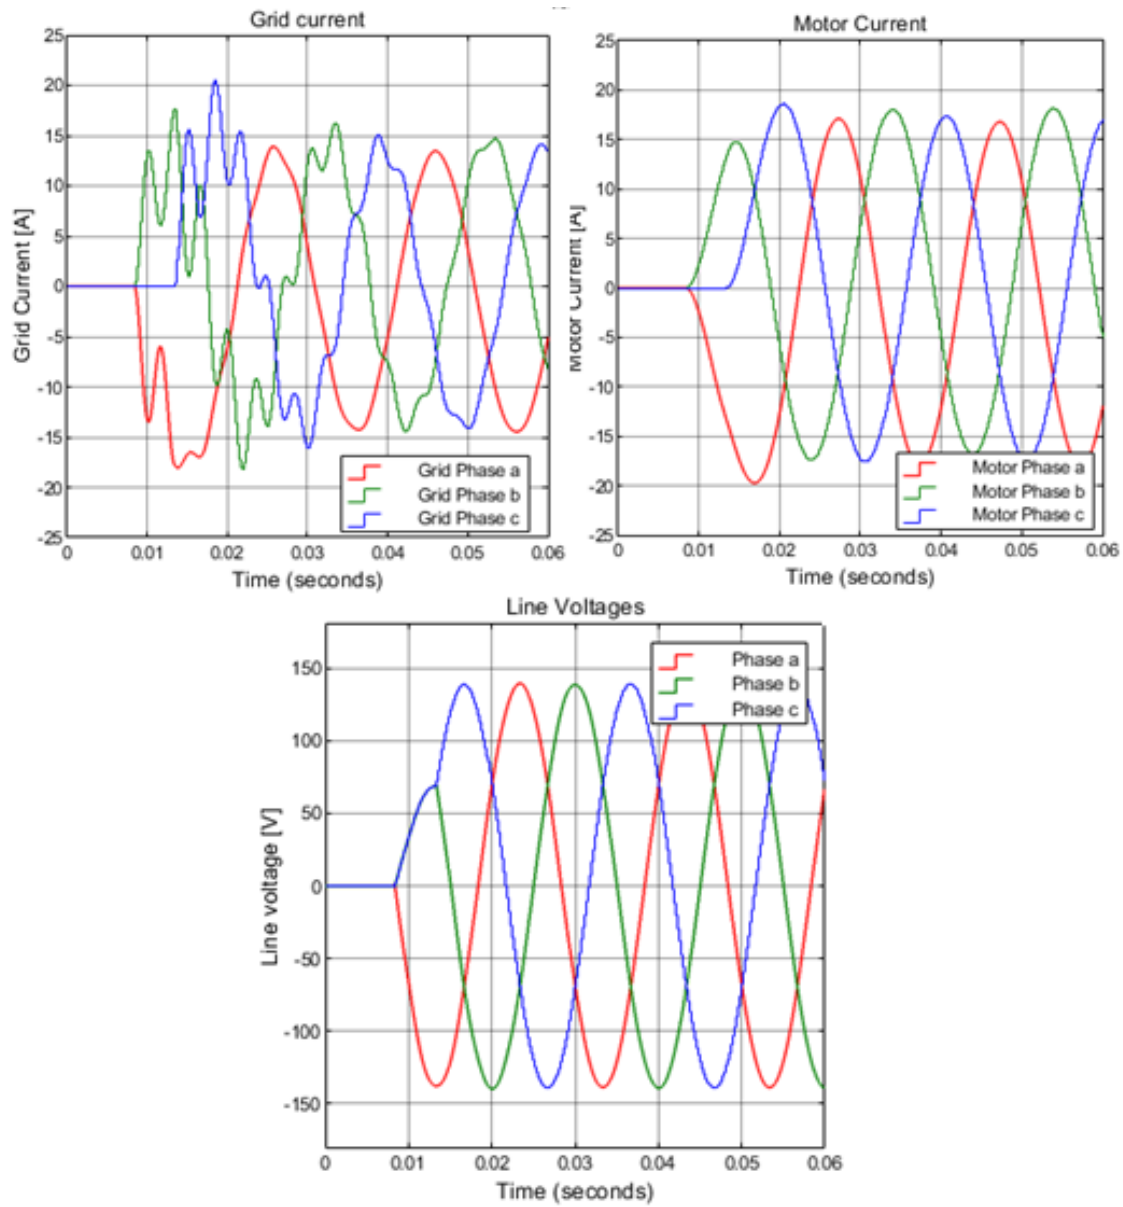 Grid current
25
20
15
10
5
0
-5
-10
-15
-20
-25
Grid Current [A]
Grid Phase a
Grid Phase b
Grid Phase c
0
0.01
0.02
0.03
0.04
0.05
0.06
Time (seconds)
Motor Current
25
20
15
10
5
0
-5
-10
-15
-20
-25
Motor Current [A]
Motor Phase a
Motor Phase b
Motor Phase c
0
0.01
0.02
0.03
0.04
0.05
0.06
Time (seconds)
Line Voltages
150
100
50
0
-50
-100
-150
Line voltage [V]
Phase a
Phase b
Phase c
0
0.01
0.02
0.03
0.04
0.05
0.06
Time (seconds)